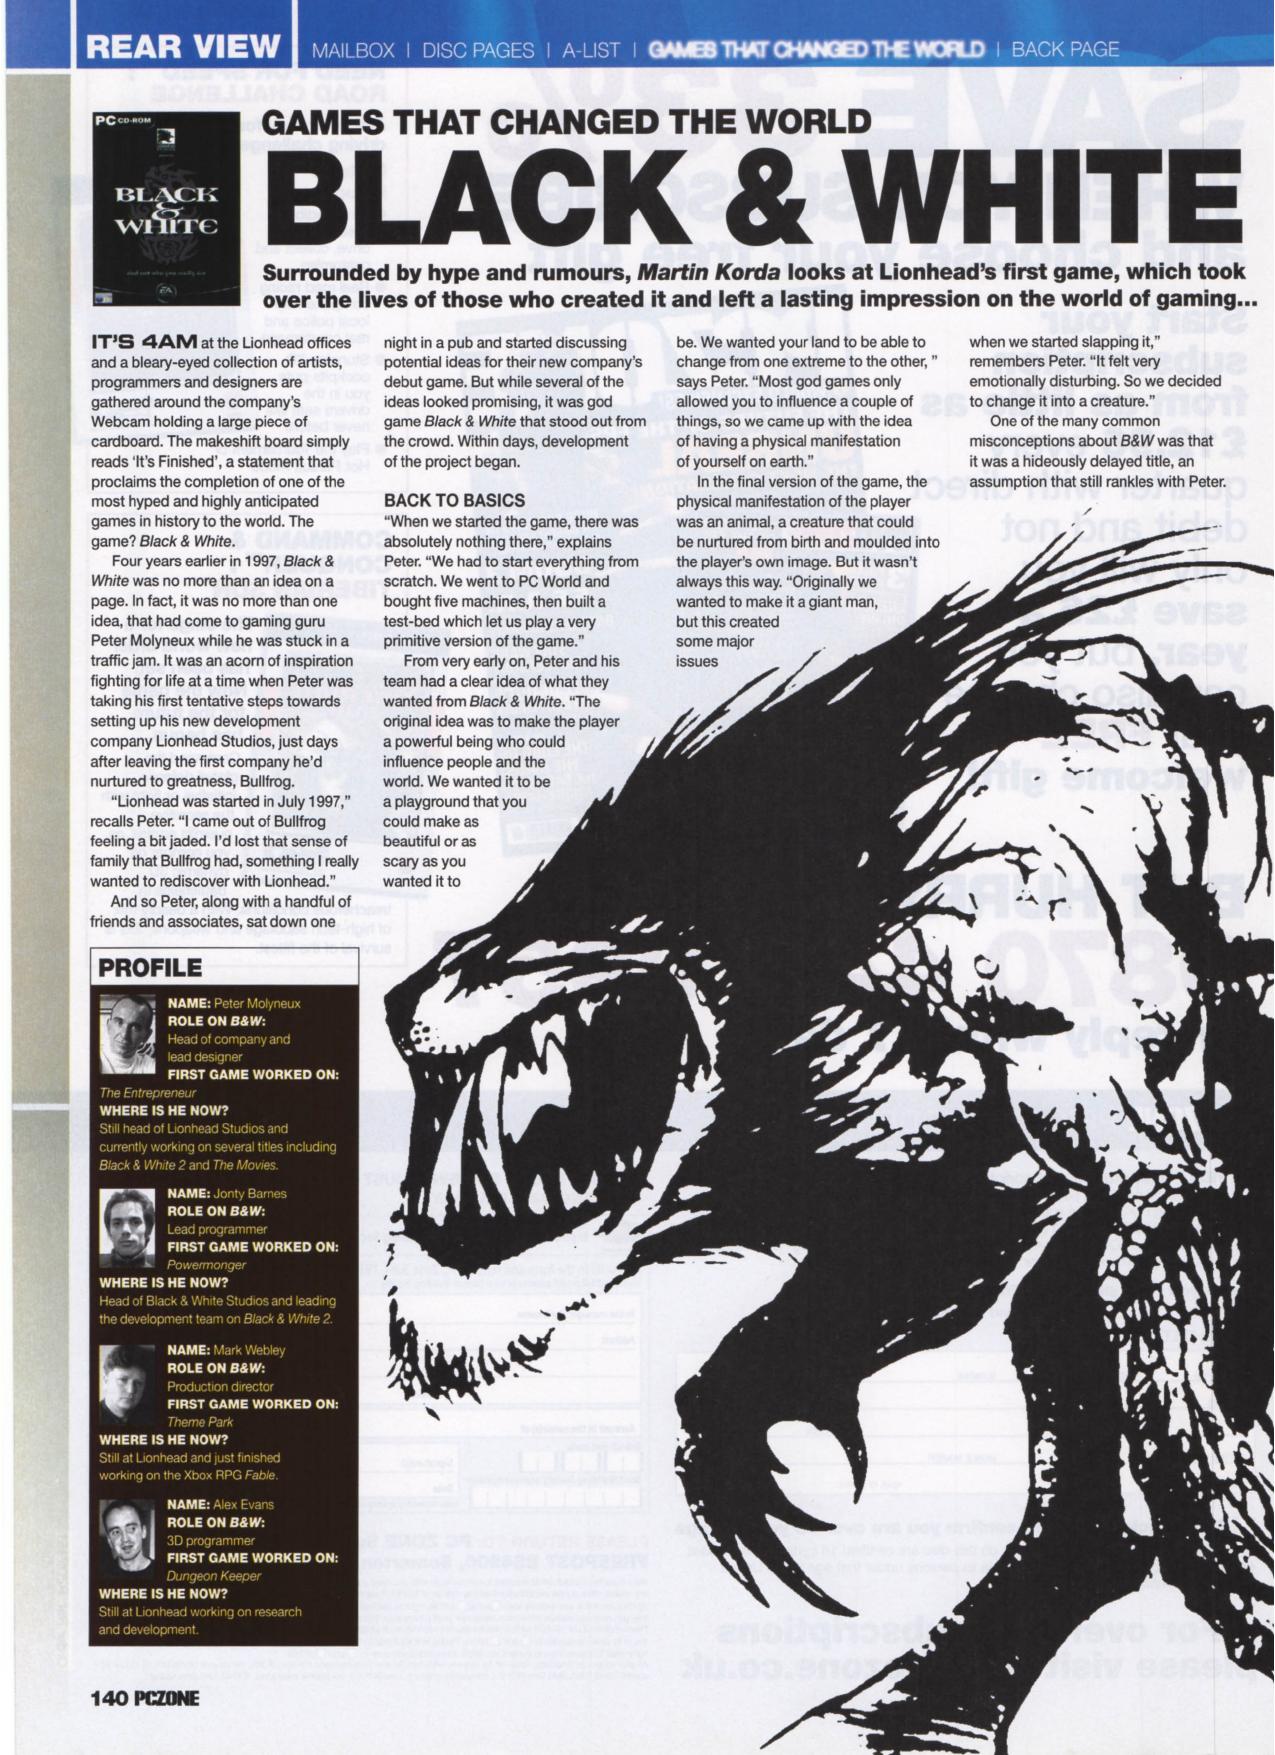 REAR VIEW
MAILBOX | DISC PAGES | A-LIST | GAMES THAT CHANGED THE WORLD | BACK PAGE
PC CD-ROM
BLACK
&
WHITE
EA
GAMES THAT CHANGED THE WORLD
BLACK & WHITE
Surrounded by hype and rumours, Martin Korda looks at Lionhead's first game, which took
over the lives of those who created it and left a lasting impression on the world of gaming...
IT'S 4AM at the Lionhead offices
and a bleary-eyed collection of artists,
programmers and designers are
gathered around the company's
Webcam holding a large piece of
cardboard. The makeshift board simply
reads 'It's Finished', a statement that
proclaims the completion of one of the
most hyped and highly anticipated
games in history to the world. The
game? Black & White.
Four years earlier in 1997, Black &
White was no more than an idea on a
page. In fact, it was no more than one
idea, that had come to gaming guru
Peter Molyneux while he was stuck in a
traffic jam. It was an acorn of inspiration
fighting for life at a time when Peter was
taking his first tentative steps towards
setting up his new development
company Lionhead Studios, just days
after leaving the first company he'd
nurtured to greatness, Bullfrog.
"Lionhead was started in July 1997,"
recalls Peter. "I came out of Bullfrog
feeling a bit jaded. I'd lost that sense of
family that Bullfrog had, something I really
wanted to rediscover with Lionhead."
And so Peter, along with a handful of
friends and associates, sat down one
night in a pub and started discussing
potential ideas for their new company's
debut game. But while several of the
ideas looked promising, it was god
game Black & White that stood out from
the crowd. Within days, development
of the project began.
BACK TO BASICS
"When we started the game, there was
absolutely nothing there," explains
Peter. "We had to start everything from
scratch. We went to PC World and
bought five machines, then built a
test-bed which let us play a very
primitive version of the game."
From very early on, Peter and his
team had a clear idea of what they
wanted from Black & White. "The
original idea was to make the player
a powerful being who could
influence people and the
world. We wanted it to be
a playground that you
could make as
beautiful or as
scary as you
wanted it to
be. We wanted your land to be able to
change from one extreme to the other, "
says Peter. "Most god games only
allowed you to influence a couple of
things, so we came up with the idea
of having a physical manifestation
of yourself on earth."
In the final version of the game, the
physical manifestation of the player
was an animal, a creature that could
be nurtured from birth and moulded into
the player's own image. But it wasn't
always this way. "Originally we
wanted to make it a giant man,
but this created
some major
issues
when we started slapping it,"
remembers Peter. "It felt very
emotionally disturbing. So we decided
to change it into a creature."
One of the many common
misconceptions about B&W was that
it was a hideously delayed title, an
assumption that still rankles with Peter.
PROFILE
NAME: Peter Molyneux
ROLE ON B&W:
Head of company and
lead designer
FIRST GAME WORKED ON:
The Entrepreneur
WHERE IS HE NOW?
Still head of Lionhead Studios and
currently working on several titles including
Black & White 2 and The Movies.
NAME: Jonty Barnes
ROLE ON B&W:
Lead programmer
FIRST GAME WORKED ON:
Powermonger
WHERE IS HE NOW?
Head of Black & White Studios and leading
the development team on Black & White 2.
NAME: Mark Webley
ROLE ON B&W:
Production director
FIRST GAME WORKED ON:
Theme Park
WHERE IS HE NOW?
Still at Lionhead and just finished
working on the Xbox RPG Fable.
NAME: Alex Evans
ROLE ON B&W:
3D programmer
FIRST GAME WORKED ON:
Dungeon Keeper
WHERE IS HE NOW?
Still at Lionhead working on research
and development.
140 PCZONE